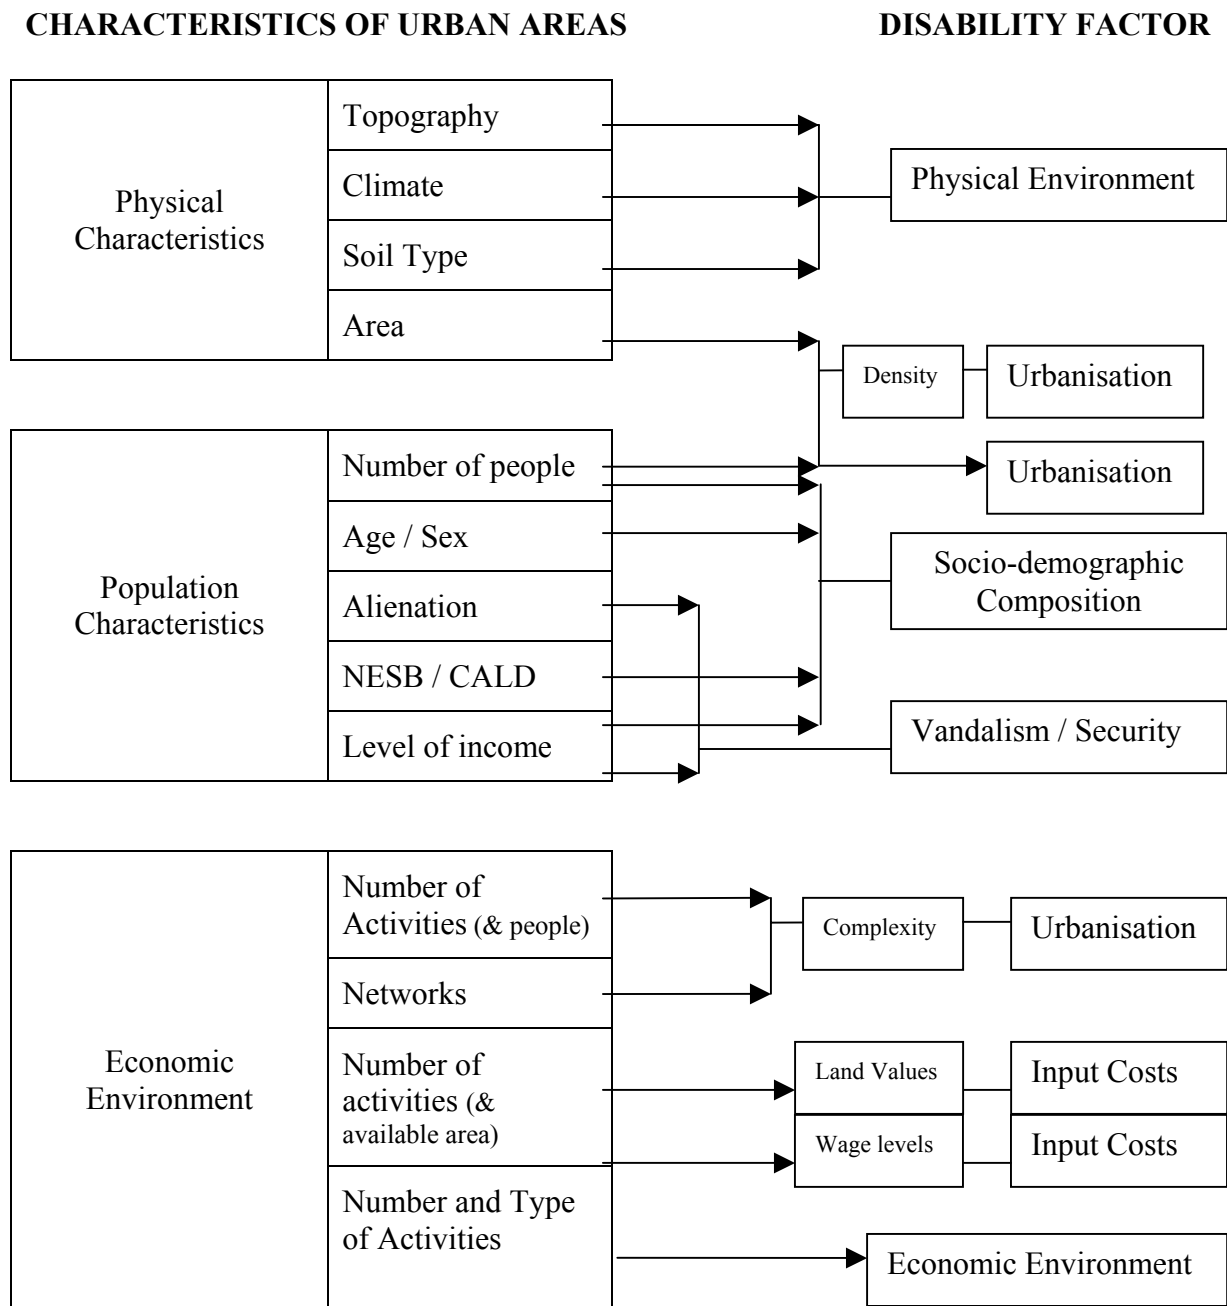 CHARACTERISTICS OF URBAN AREAS
DISABILITY FACTOR
Physical
Characteristics
Topography
Climate
Soil Type
Area
Physical Environment
Density
Urbanisation
Population
Characteristics
Number of people
Age / Sex
Alienation
NESB / CALD
Level of income
Urbanisation
Socio-demographic
Composition
Vandalism / Security
Economic
Environment
Number of
Activities (& people)
Networks
Number of
activities (&
available area)
Number and Type
of Activities
Complexity
Urbanisation
Land Values
Input Costs
Wage levels
Input Costs
Economic Environment